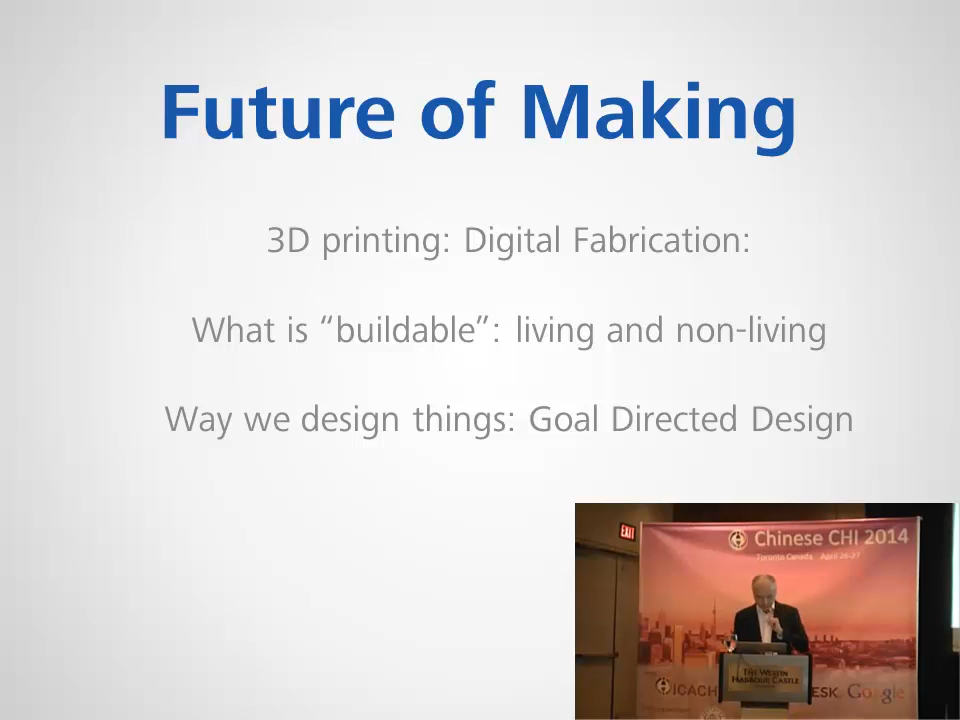 Future of Making
3D printing: Digital Fabrication:
What is “buildable”: living and non-living
Way we design things: Goal Directed Design
EXIT
Chinese CHI 2014
Toronto Canada April 26-27
THE WESTIN
HARBOUR CASTLE
ICACH
ESK Google